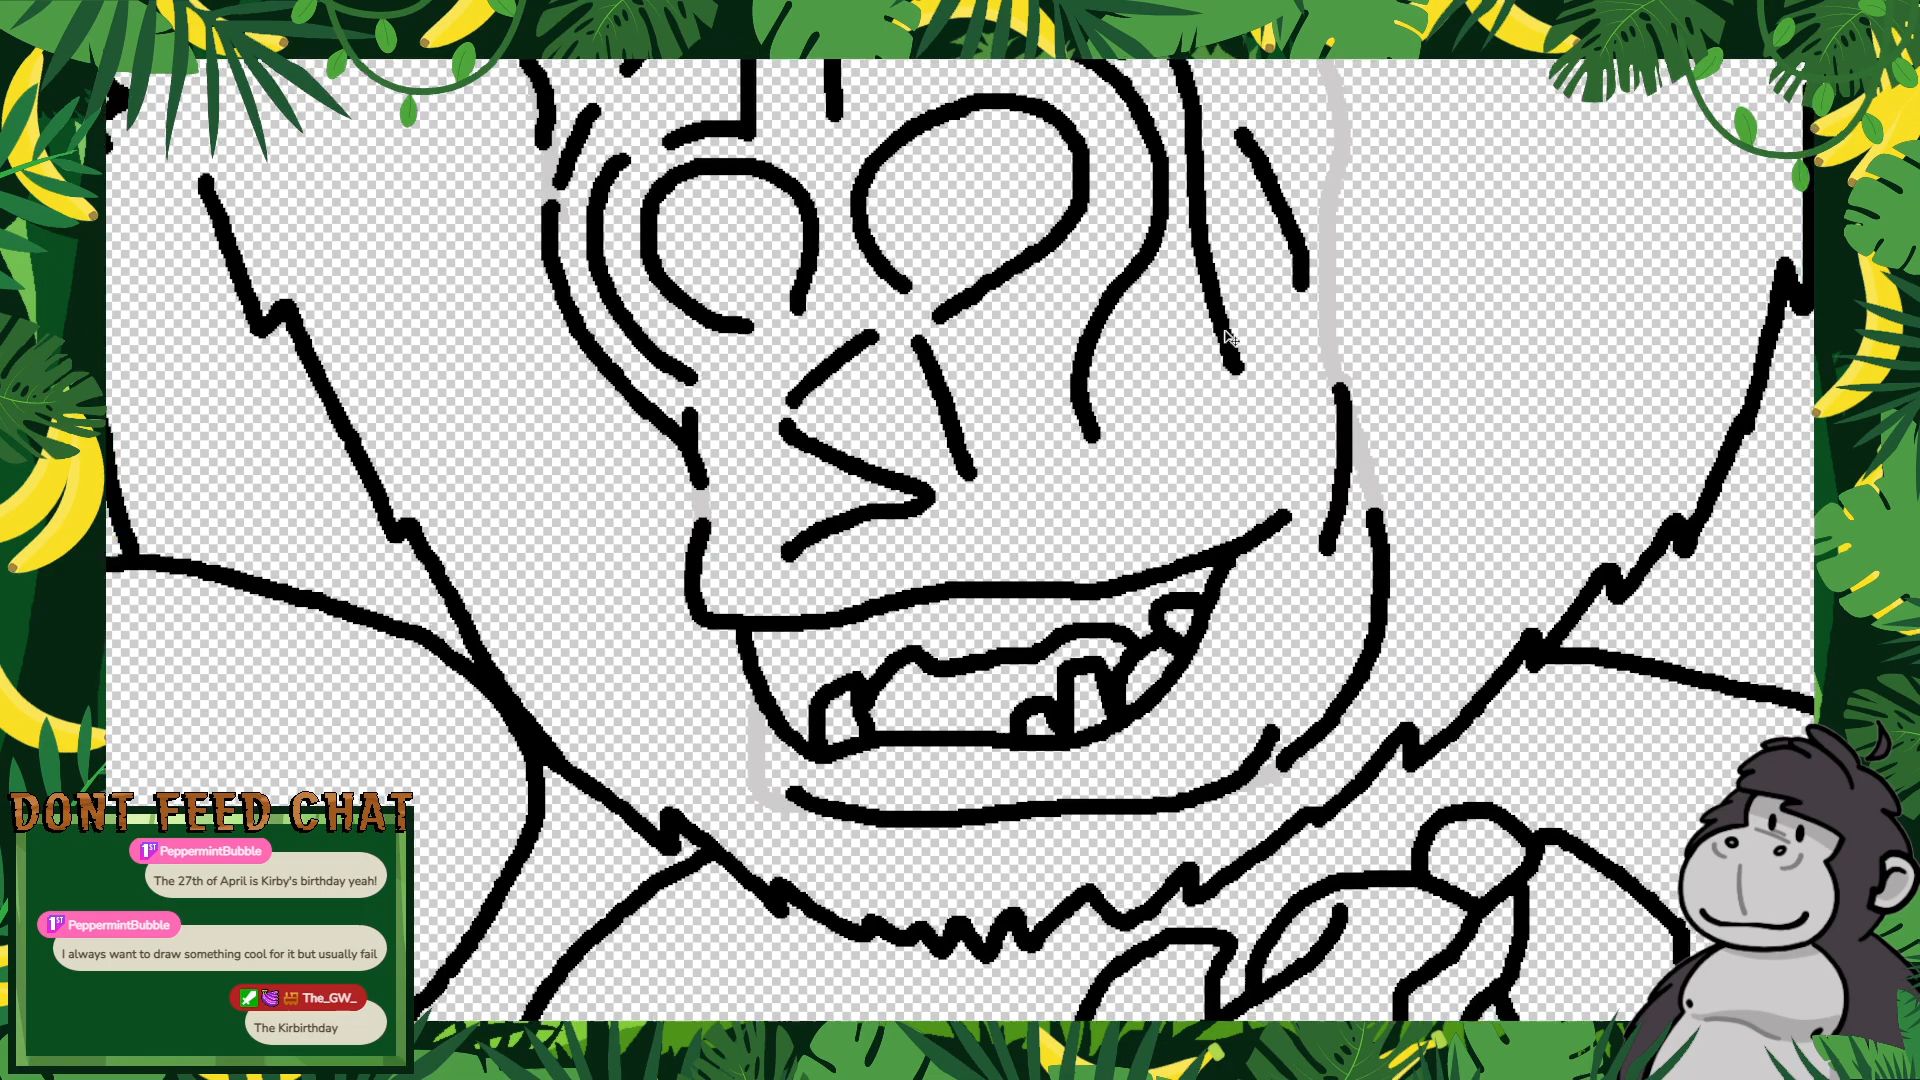 DONT FEED CHAT
1ST PeppermintBubble
The 27th of April is Kirby's birthday yeah!
1ST PeppermintBubble
I always want to draw something cool for it but usually fail
The_GW_
The Kirbirthday